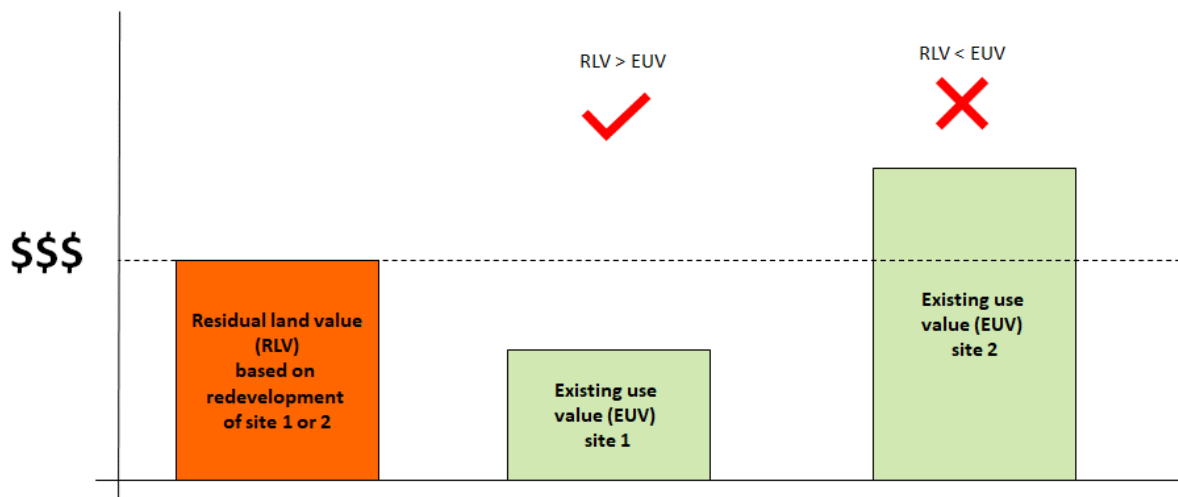 RLV > EUV
RLV < EUV
$$$
Residual land value
(RLV)
based on
redevelopment
of site 1 or 2
Existing use
value (EUV)
site 1
Existing use
value (EUV)
site 2